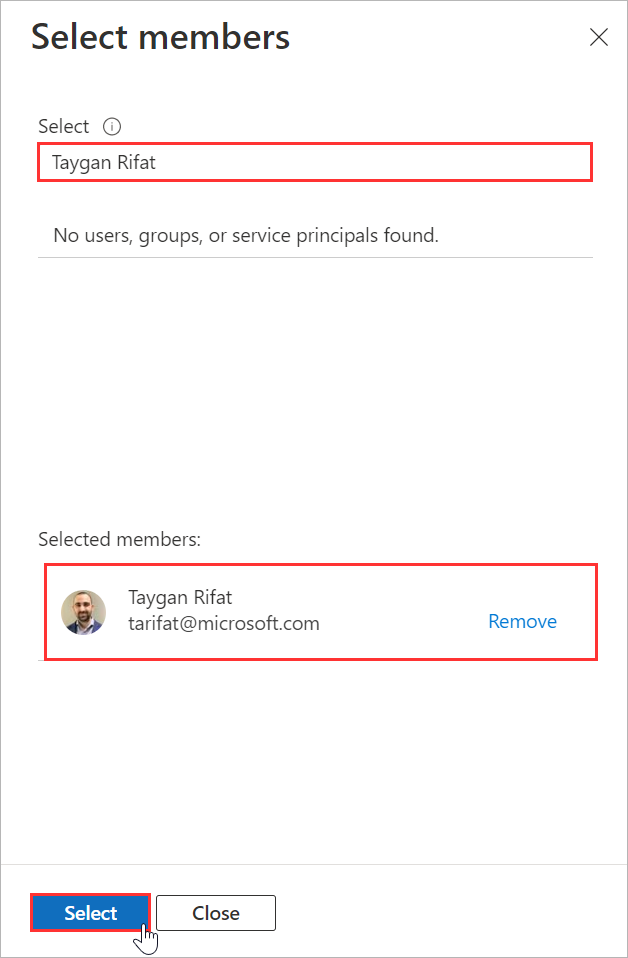 Select members
Select
Taygan Rifat
No users, groups, or service principals found.
Selected members:
Taygan Rifat
tarifat@microsoft.com
Remove
Select
Close